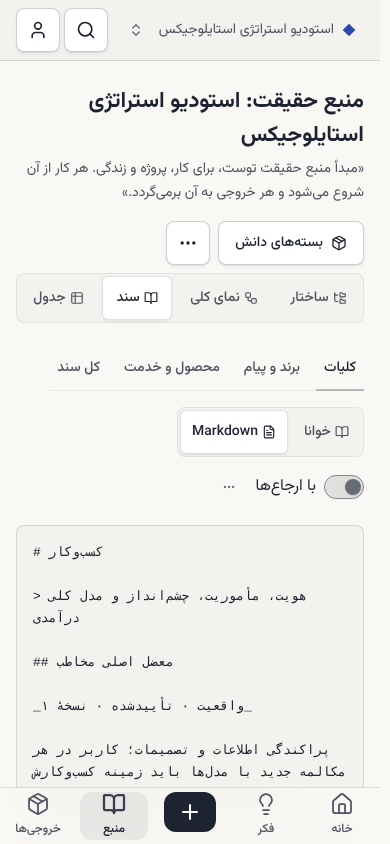 استودیو استراتژی استایلوجیکس
منبع حقیقت: استودیو استراتژی
استایلوجیکس
«مبدأ منبع حقیقت توست، برای کار، پروژه و زندگی. هر کار از آن
شروع می‌شود و هر خروجی به آن برمی‌گردد.»
بسته‌های دانش
ساختار
نمای کلی
سند
جدول
کلیات
برند و پیام
محصول و خدمت
کل سند
خوانا
Markdown
با ارجاع‌ها
# کسب‌وکار
> هویت، مأموریت، چشم‌انداز و مدل کلی
درآمدی
## معضل اصلی مخاطب
_واقعیت · تأییدشده · نسخهٔ ۱_
پراکندگی اطلاعات و تصمیمات؛ کاربر در هر
مکالمه جدید با مدل‌ها باید زمینه کسب‌وکارش
خانه
فکر
منبع
خروجی‌ها